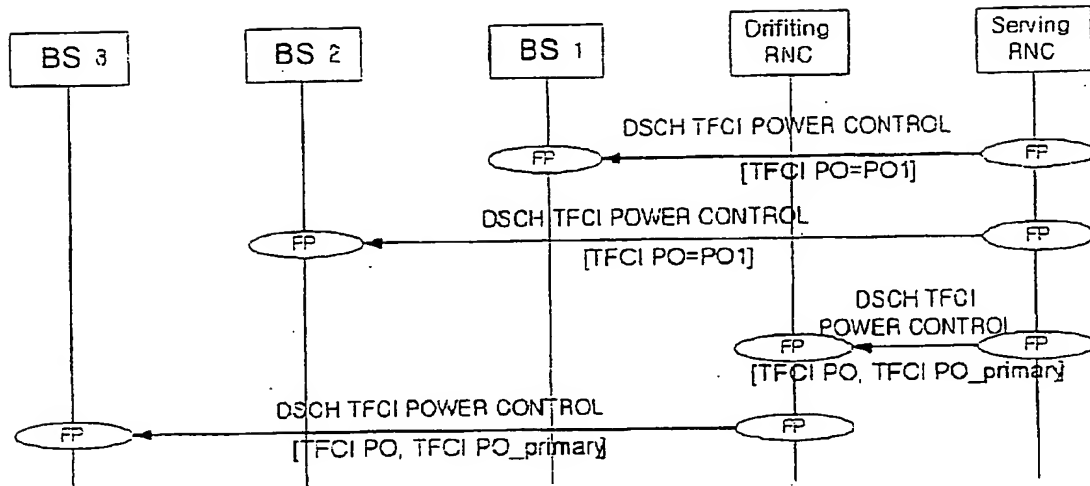 BS 3
BS 2
BS 1
Drifiting
RNC
Serving
RNC
DSCH TFCI POWER CONTROL
FP
FP
[TFCI PO=PO1]
DSCH TFCI POWER CONTROL
FP
FP
[TFCI PO=PO1]
DSCH TFCI
POWER CONTROL
FP
FP
[TFCI PO, TFCI PO_primary]
DSCH TFCI POWER CONTROL
FP
FP
[TFCI PO, TFCI PO_primary]